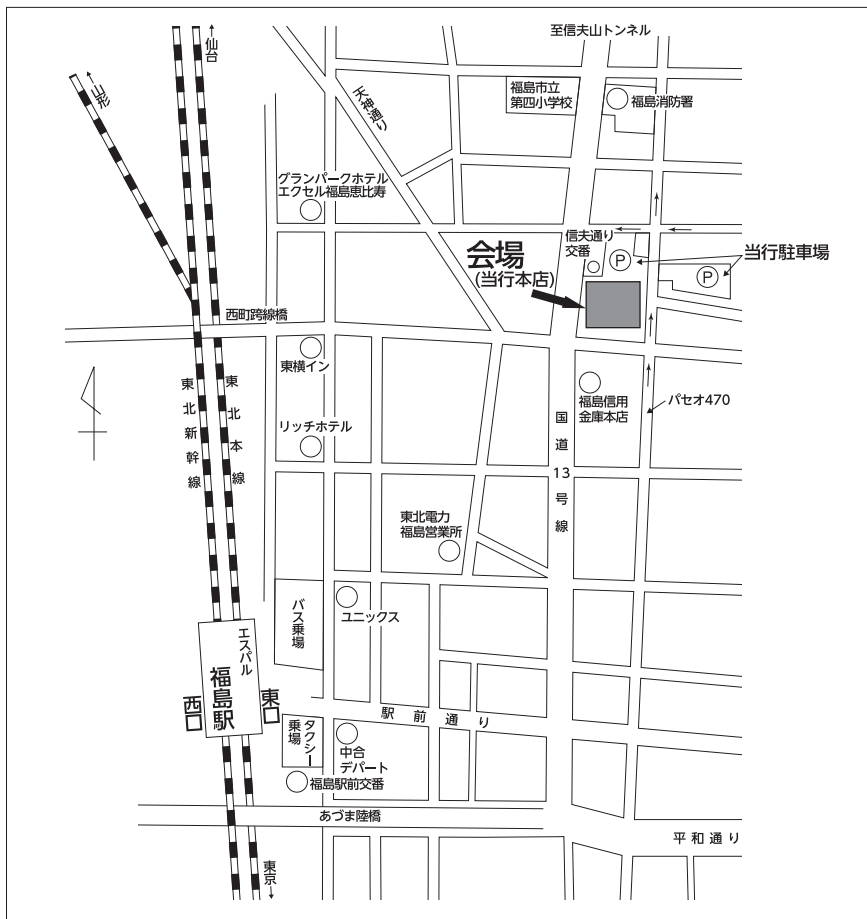 至信夫山トンネル
←仙台
←山形
天神通り
福島市立
第四小学校
福島消防署
グランパークホテル
エクセル福島恵比寿
信夫通り
交番
会場
(当行本店)
P
P
当行駐車場
西町跨線橋
東横イン
東北新幹線
東北本線
リッチホテル
福島信用
金庫本店
パセオ470
国道13号線
東北電力
福島営業所
バス乗場
ユニックス
エスパル
福島駅
西口
東口
駅前通り
タクシー
乗場
中合
デパート
福島駅前交番
あづま陸橋
平和通り
東京→